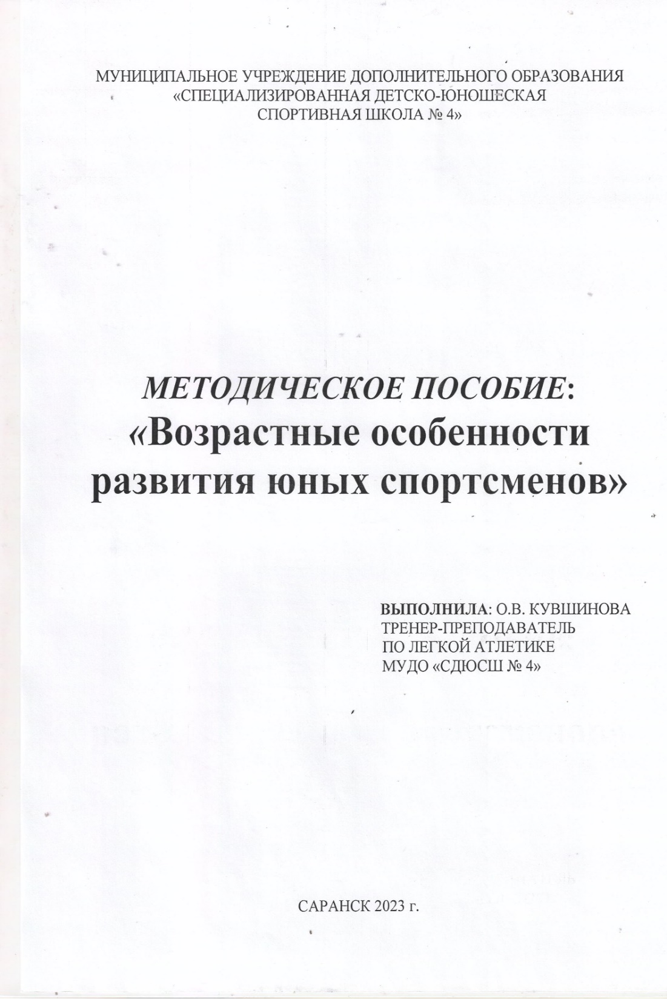 МУНИЦИПАЛЬНОЕ УЧРЕЖДЕНИЕ ДОПОЛНИТЕЛЬНОГО ОБРАЗОВАНИЯ
«СПЕЦИАЛИЗИРОВАННАЯ ДЕТСКО-ЮНОШЕСКАЯ
СПОРТИВНАЯ ШКОЛА № 4»
МЕТОДИЧЕСКОЕ ПОСОБИЕ:
«Возрастные особенности
развития юных спортсменов»
ВЫПОЛНИЛА: О.В. КУВШИНОВА
ТРЕНЕР-ПРЕПОДАВАТЕЛЬ
ПО ЛЕГКОЙ АТЛЕТИКЕ
МУДО «СДЮСШ № 4»
САРАНСК 2023 г.